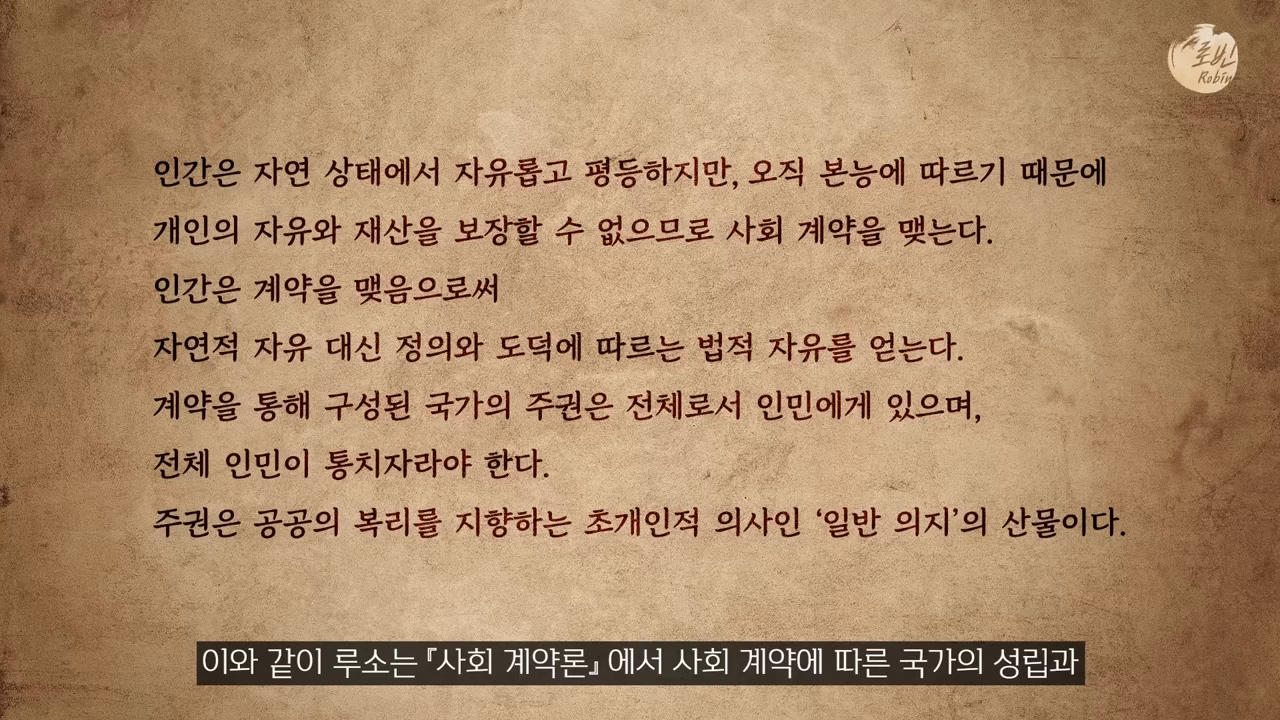 로빈
Robin
인간은 자연 상태에서 자유롭고 평등하지만, 오직 본능에 따르기 때문에
개인의 자유와 재산을 보장할 수 없으므로 사회 계약을 맺는다.
인간은 계약을 맺음으로써
자연적 자유 대신 정의와 도덕에 따르는 법적 자유를 얻는다.
계약을 통해 구성된 국가의 주권은 전체로서 인민에게 있으며,
전체 인민이 통치자라야 한다.
주권은 공공의 복리를 지향하는 초개인적 의사인 ‘일반 의지’의 산물이다.
이와 같이 루소는『사회 계약론』에서 사회 계약에 따른 국가의 성립과